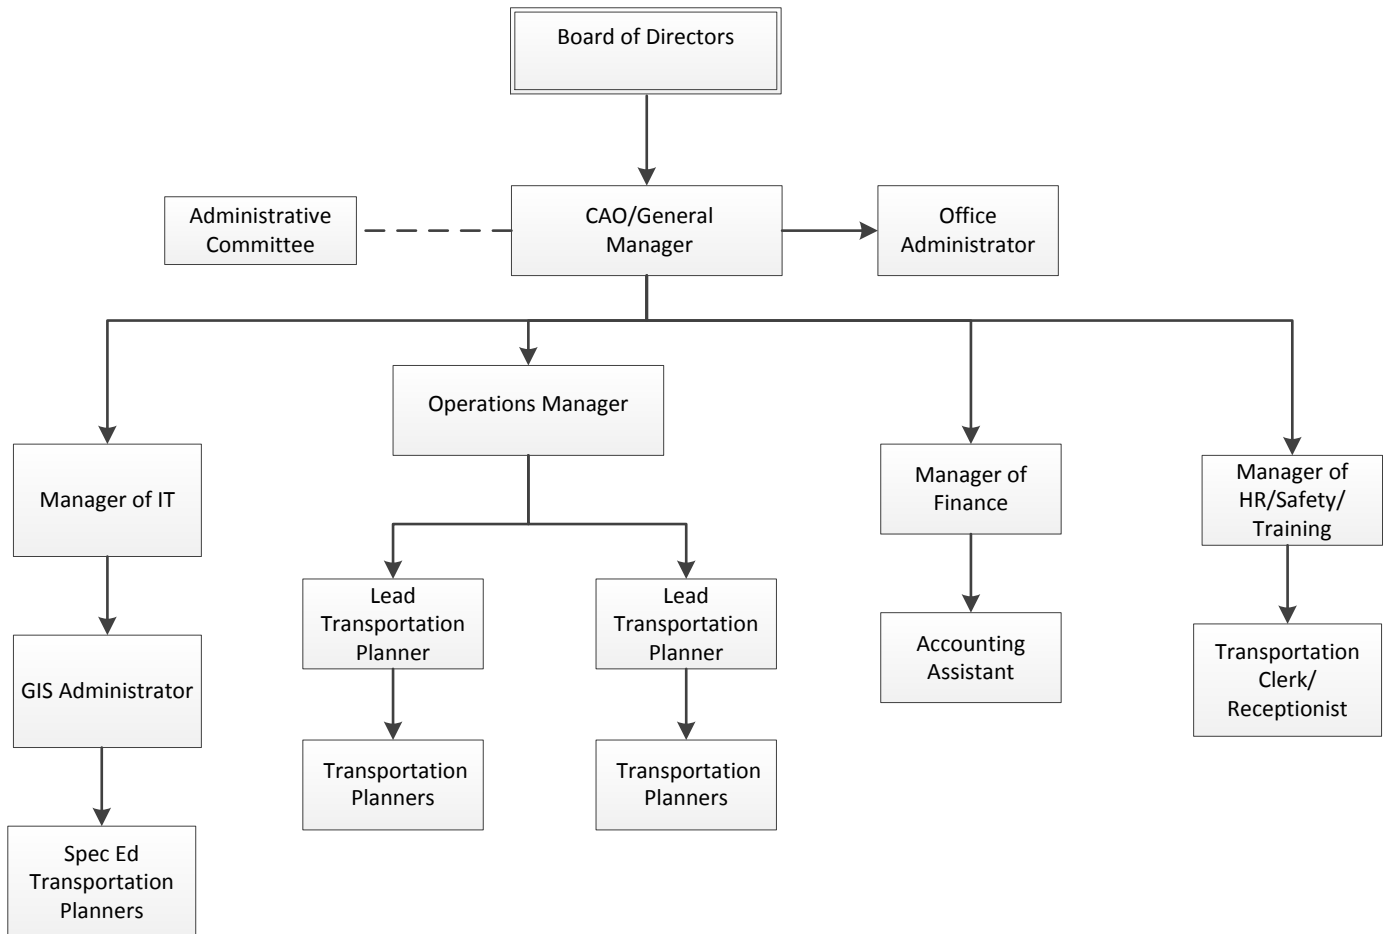 Board of Directors
Administrative
Committee
CAO/General
Manager
Office
Administrator
Operations Manager
Manager of IT
Manager of
Finance
Manager of
HR/Safety/
Training
Lead
Transportation
Planner
Lead
Transportation
Planner
Accounting
Assistant
Transportation
Clerk/
Receptionist
GIS Administrator
Transportation
Planners
Transportation
Planners
Spec Ed
Transportation
Planners